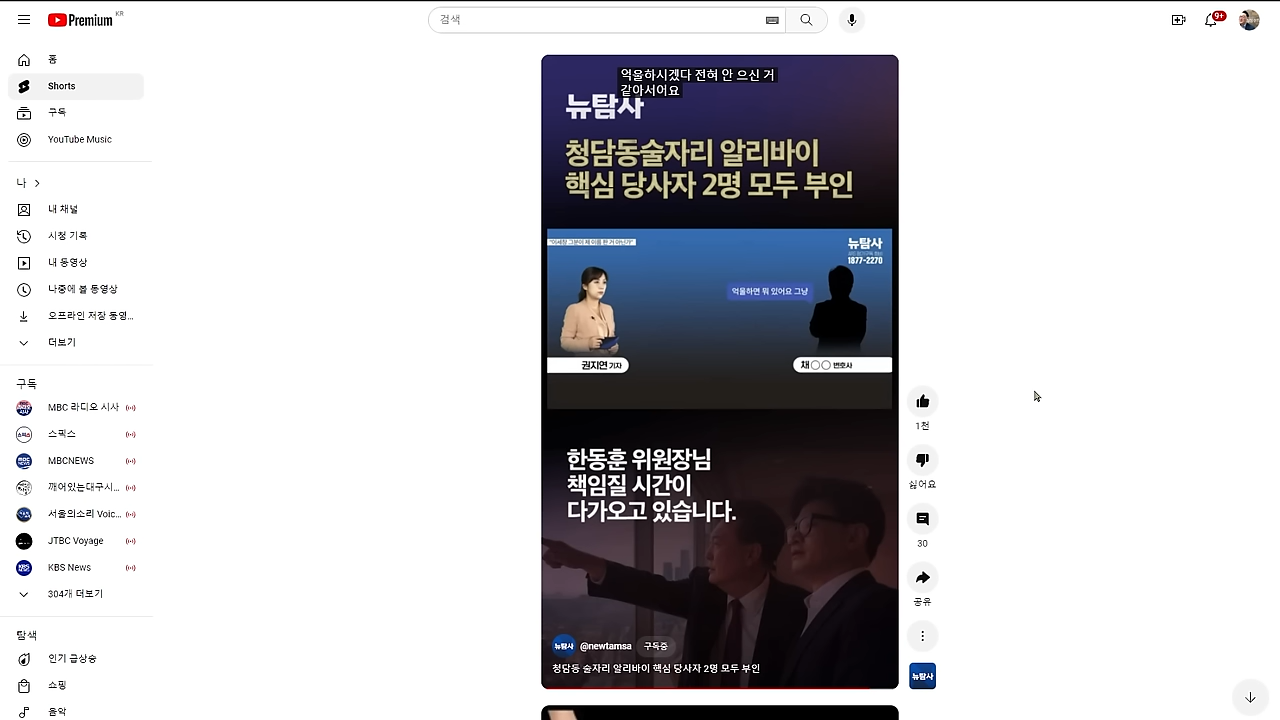 Premium KR
검색
9+
홈
Shorts
구독
YouTube Music
나
내 채널
시청 기록
내 동영상
나중에 볼 동영상
오프라인 저장 동영...
더보기
구독
MBC 라디오 시사
스픽스
MBCNEWS
깨어있는대구시...
서울의소리 Voic...
JTBC Voyage
KBS News
304개 더보기
탐색
인기 급상승
쇼핑
음악
억울하시겠다 전혀 안 으신 거
같아서어요
뉴탐사
청담동술자리 알리바이
핵심 당사자 2명 모두 부인
뉴탐사
1877-2270
억울하면 뭐 있어요 그냥
권지연 기자
채〇〇 변호사
한동훈 위원장님
책임질 시간이
다가오고 있습니다.
뉴탐사 @newtamsa 구독중
청담동 술자리 알리바이 핵심 당사자 2명 모두 부인
1천
싫어요
30
공유
뉴탐사